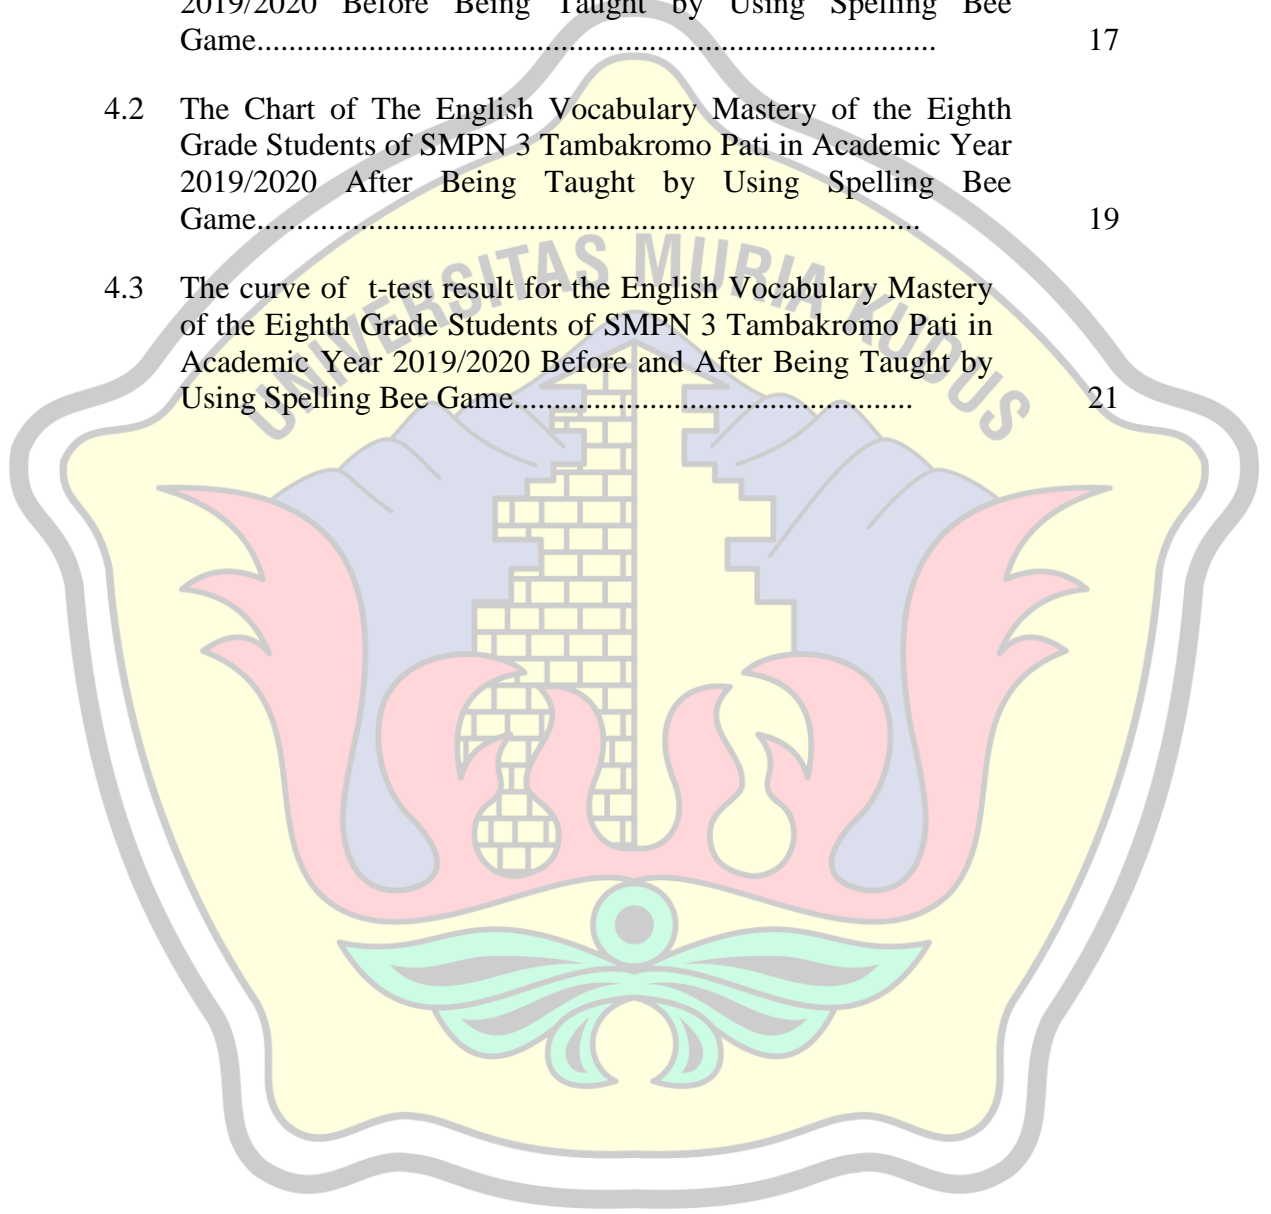 2019/2020 Before Being Taught by Using Spelling Bee
Game..................................................................................... 17
4.2 The Chart of The English Vocabulary Mastery of the Eighth
Grade Students of SMPN 3 Tambakromo Pati in Academic Year
2019/2020 After Being Taught by Using Spelling Bee
Game................................................................................... 19
4.3 The curve of t-test result for the English Vocabulary Mastery
of the Eighth Grade Students of SMPN 3 Tambakromo Pati in
Academic Year 2019/2020 Before and After Being Taught by
Using Spelling Bee Game.................................................. 21
UNIVERSITAS MURIA KUDUS